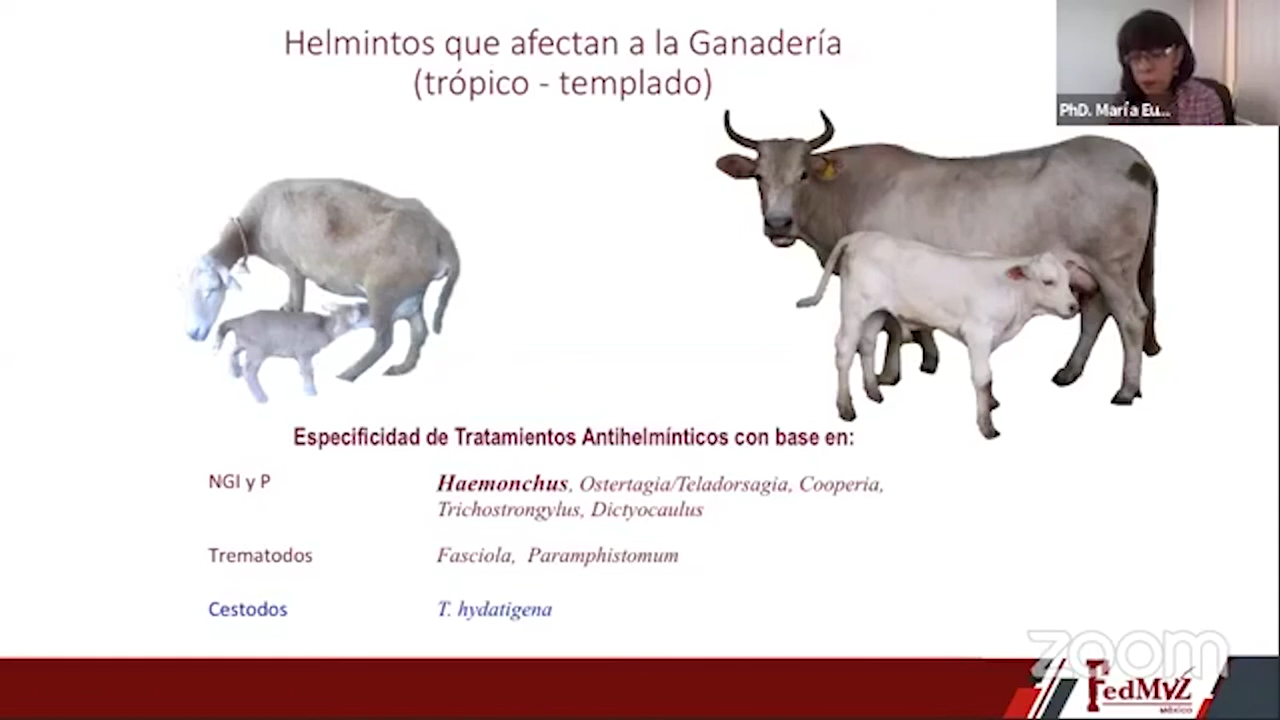 Helmintos que afectan a la Ganadería
(trópico - templado)
PhD. María Eu...
Especificidad de Tratamientos Antihelmínticos con base en:
NGI y P
Haemonchus, Ostertagia/Teladorsagia, Cooperia,
Trichostrongylus, Dictyocaulus
Trematodos
Fasciola, Paramphistomum
Cestodos
T. hydatigena
zoom
FedMVZ
México